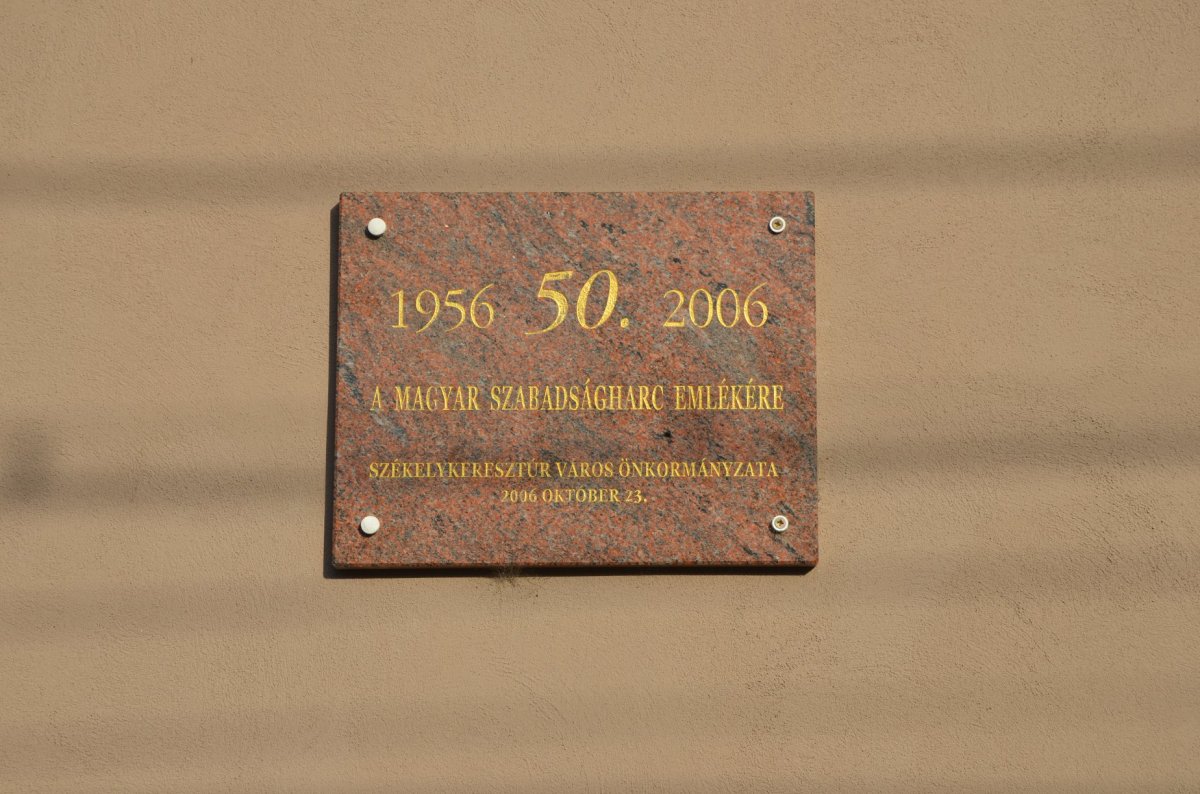 1956 50. 2006
A MAGYAR SZABADSÁGHARC EMLÉKÉRE
SZÉKELYKERESZTÚR VÁROS ÖNKORMÁNYZATA
2006 OKTÓBER 23.